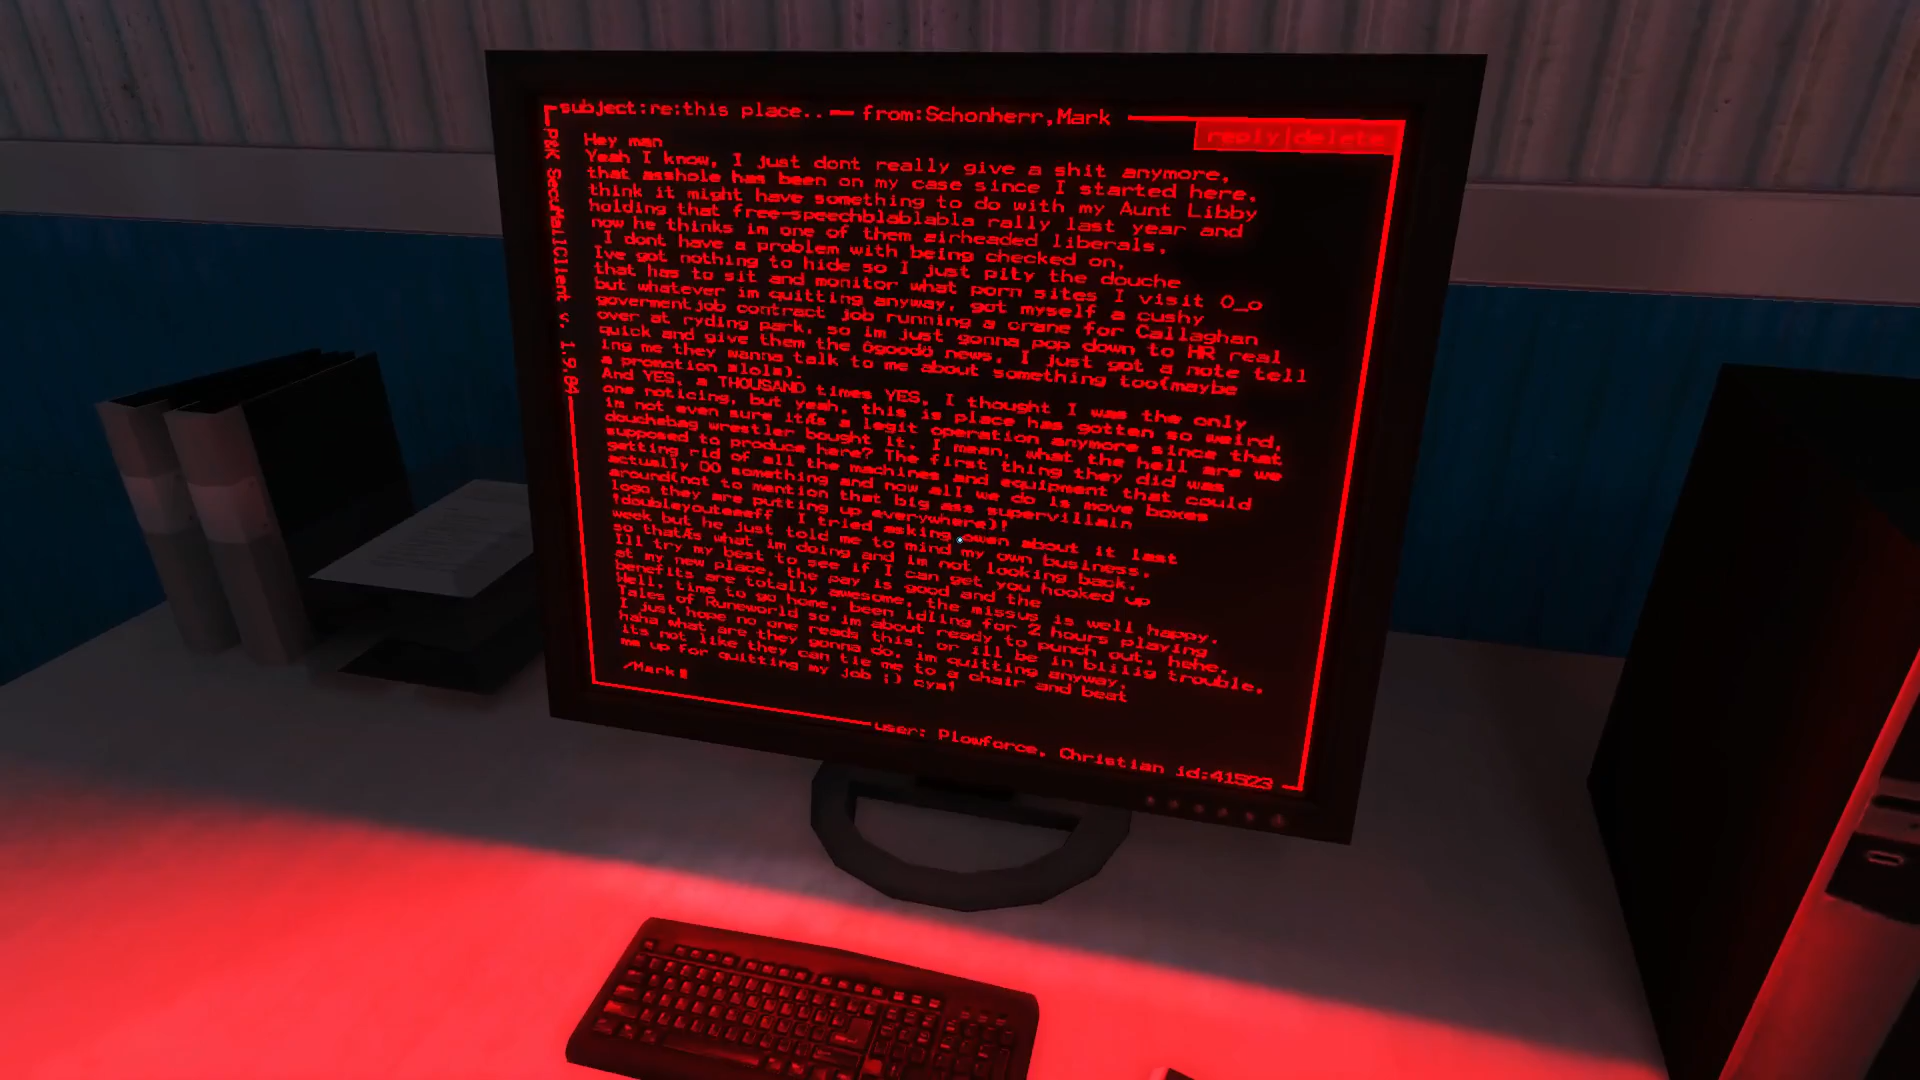 subject:re:this place.. from:Schonherr,Mark
reply|delete
P&K SecurMailClient v. 1.9.84
Hey man
Yeah I know, I just dont really give a shit anymore,
that asshole has been on my case since I started here.
think it might have something to do with my Aunt Libby
holding that free-speechblablabla rally last year and
now he thinks im one of them airheaded liberals.
I dont have a problem with being checked on,
Ive got nothing to hide so I just pity the douche
that has to sit and monitor what porn sites I visit O_o
but whatever im quitting anyway, got myself a cushy
govermentjob contract job running a crane for Callaghan
over at ryding park, so im just gonna pop down to HR real
quick and give them the ögoodö news. I just got a note tell
ing me they wanna talk to me about something too(maybe
a promotion *lol*).
And YES, a THOUSAND times YES, I thought I was the only
one noticing, but yeah, this is place has gotten so weird,
im not even sure itÆs a legit operation anymore since that
douchebag wrestler bought it. I mean, what the hell are we
supposed to produce here? The first thing they did was
getting rid of all the machines and equipment that could
actually DO something and now all we do is move boxes
around(not to mention that big ass supervillain
logo they are putting up everywhere)!
!doubleyouteeeff I tried asking owen about it last
week but he just told me to mind my own business.
so thatÆs what im doing and im not looking back.
Ill try my best to see if I can get you hooked up
at my new place, the pay is good and the
benefits are totally awesome, the missus is well happy.
Well, time to go home, been idling for 2 hours playing
Tales of Runeworld so im about ready to punch out. hehe.
I just hope no one reads this, or ill be in biiiig trouble.
haha what are they gonna do, im quitting anyway,
its not like they can tie me to a chair and beat
me up for quitting my job ;) cya!
/Mark
user: Plowforce, Christian id:41523